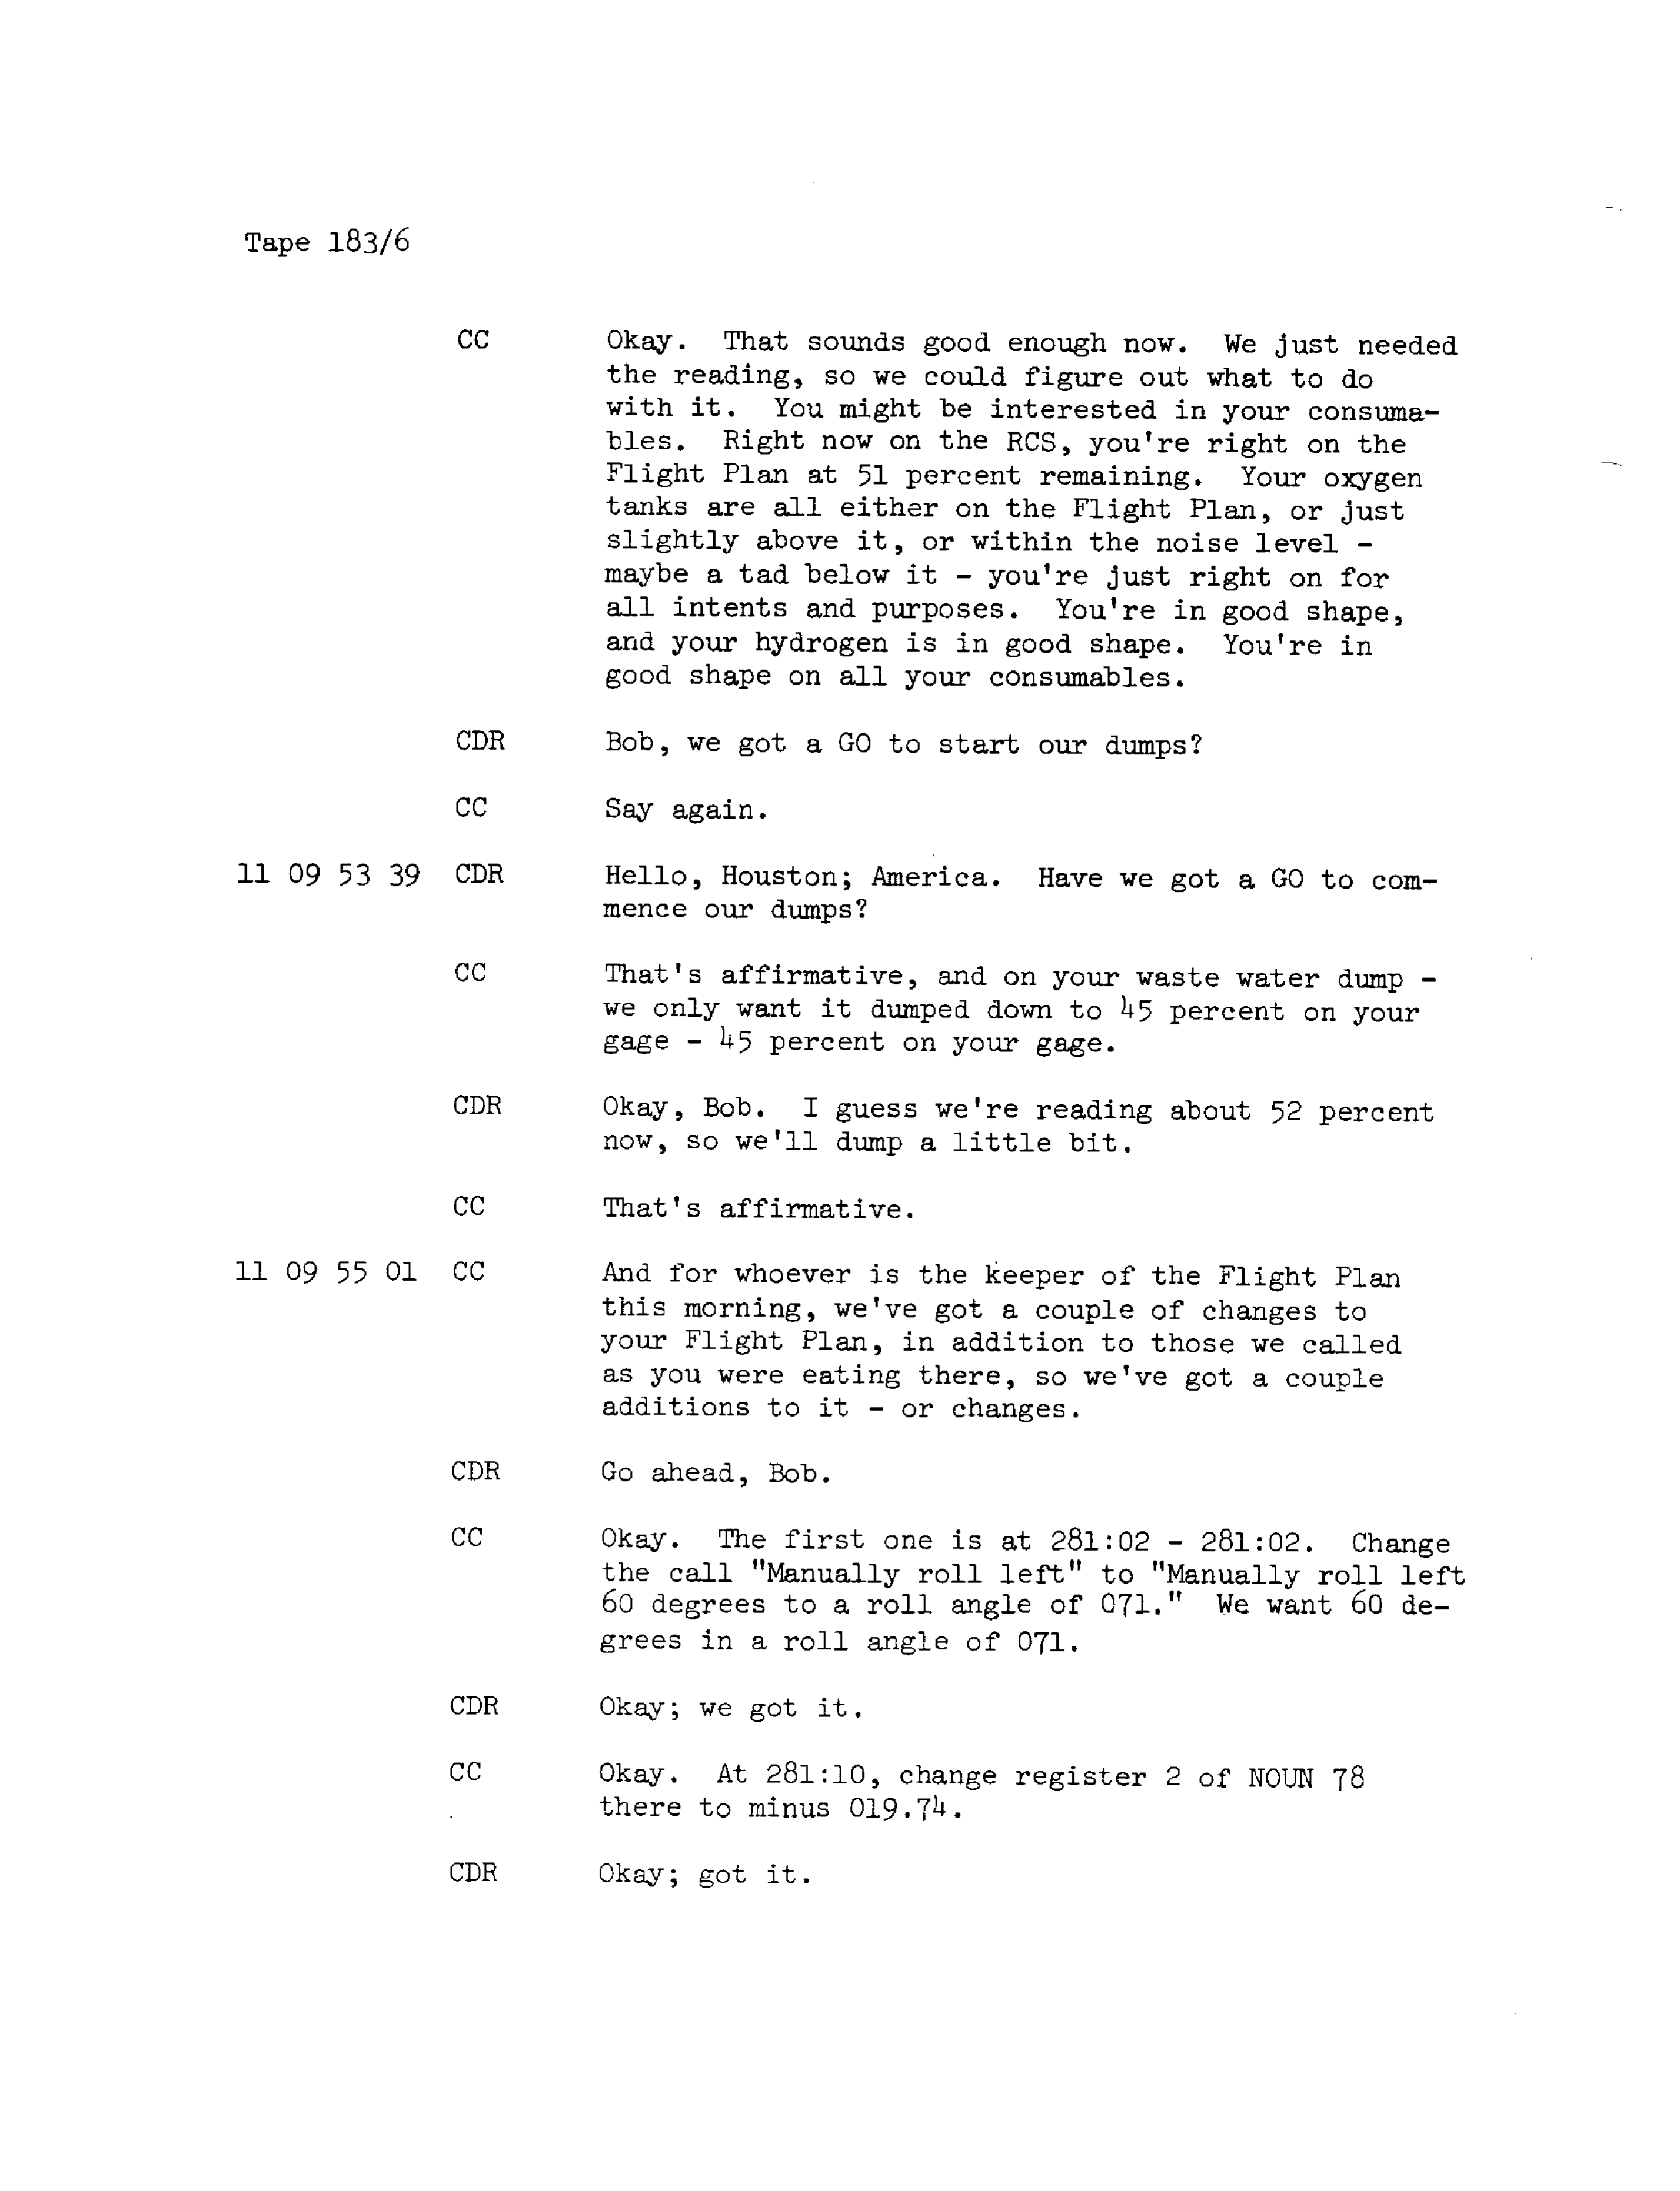 Tape 183/6
CC Okay. That sounds good enough now. We just needed
the reading, so we could figure out what to do
with it. You might be interested in your consuma-
bles. Right now on the RCS, you're right on the
Flight Plan at 51 percent remaining. Your oxygen
tanks are all either on the Flight Plan, or just
slightly above it, or within the noise level -
maybe a tad below it - you're just right on for
all intents and purposes. You're in good shape,
and your hydrogen is in good shape. You're in
good shape on all your consumables.
CDR Bob, we got a GO to start our dumps?
CC Say again.
11 09 53 39 CDR Hello, Houston; America. Have we got a GO to com-
mence our dumps?
CC That's affirmative, and on your waste water dump -
we only want it dumped down to 45 percent on your
gage - 45 percent on your gage.
CDR Okay, Bob. I guess we're reading about 52 percent
now, so we'll dump a little bit.
CC That's affirmative.
11 09 55 01 CC And for whoever is the keeper of the Flight Plan
this morning, we've got a couple of changes to
your Flight Plan, in addition to those we called
as you were eating there, so we've got a couple
additions to it - or changes.
CDR Go ahead, Bob.
CC Okay. The first one is at 281:02 - 281:02. Change
the call "Manually roll left" to "Manually roll left
60 degrees to a roll angle of 071." We want 60 de-
grees in a roll angle of 071.
CDR Okay; we got it.
CC Okay. At 281:10, change register 2 of NOUN 78
there to minus 019.74.
CDR Okay; got it.